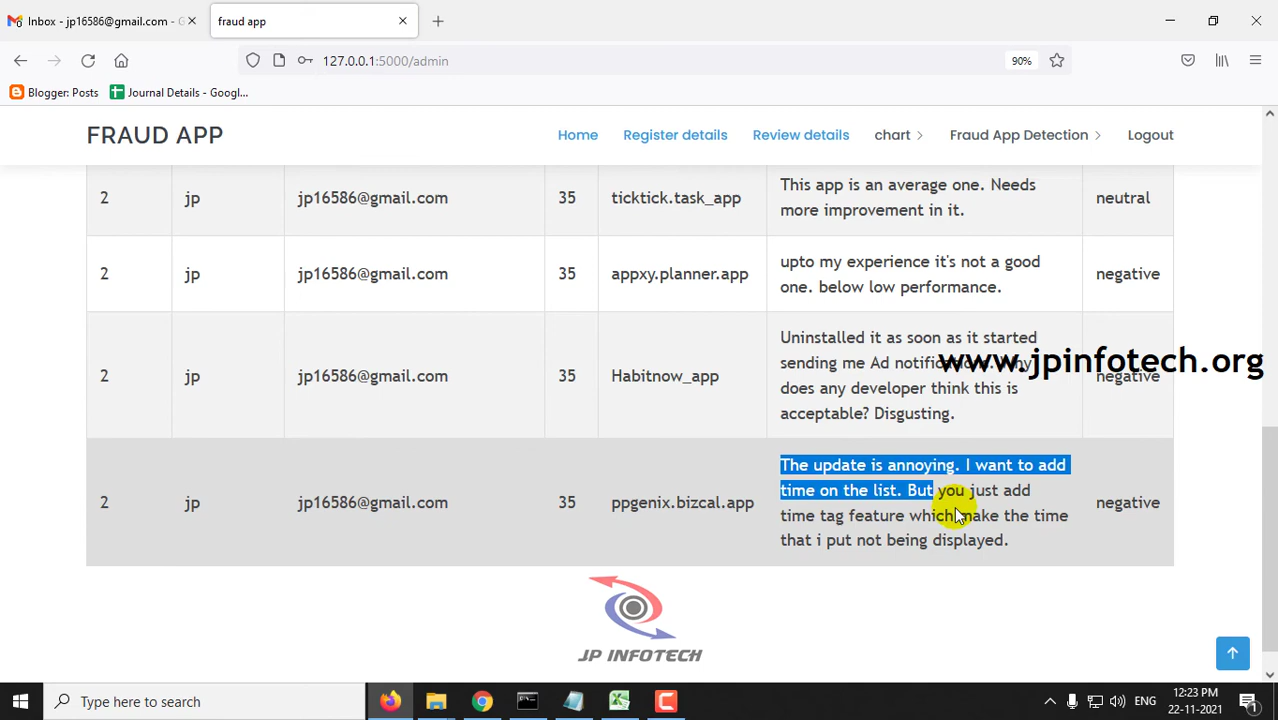 Inbox - jp16586@gmail.com - G
fraud app
127.0.0.1:5000/admin
90%
Blogger: Posts
Journal Details - Googl...
FRAUD APP
Home
Register details
Review details
chart
Fraud App Detection
Logout
2
jp
jp16586@gmail.com
35
ticktick.task_app
This app is an average one. Needs
more improvement in it.
neutral
2
jp
jp16586@gmail.com
35
appxy.planner.app
upto my experience it's not a good
one. below low performance.
negative
2
jp
jp16586@gmail.com
35
Habitnow_app
Uninstalled it as soon as it started
sending me Ad notifications. Why
does any developer think this is
acceptable? Disgusting.
negative
www.jpinfotech.org
2
jp
jp16586@gmail.com
35
ppgenix.bizcal.app
The update is annoying. I want to add
time on the list. But you just add
time tag feature which make the time
that i put not being displayed.
negative
JP INFOTECH
Type here to search
ENG
12:23 PM
22-11-2021
1